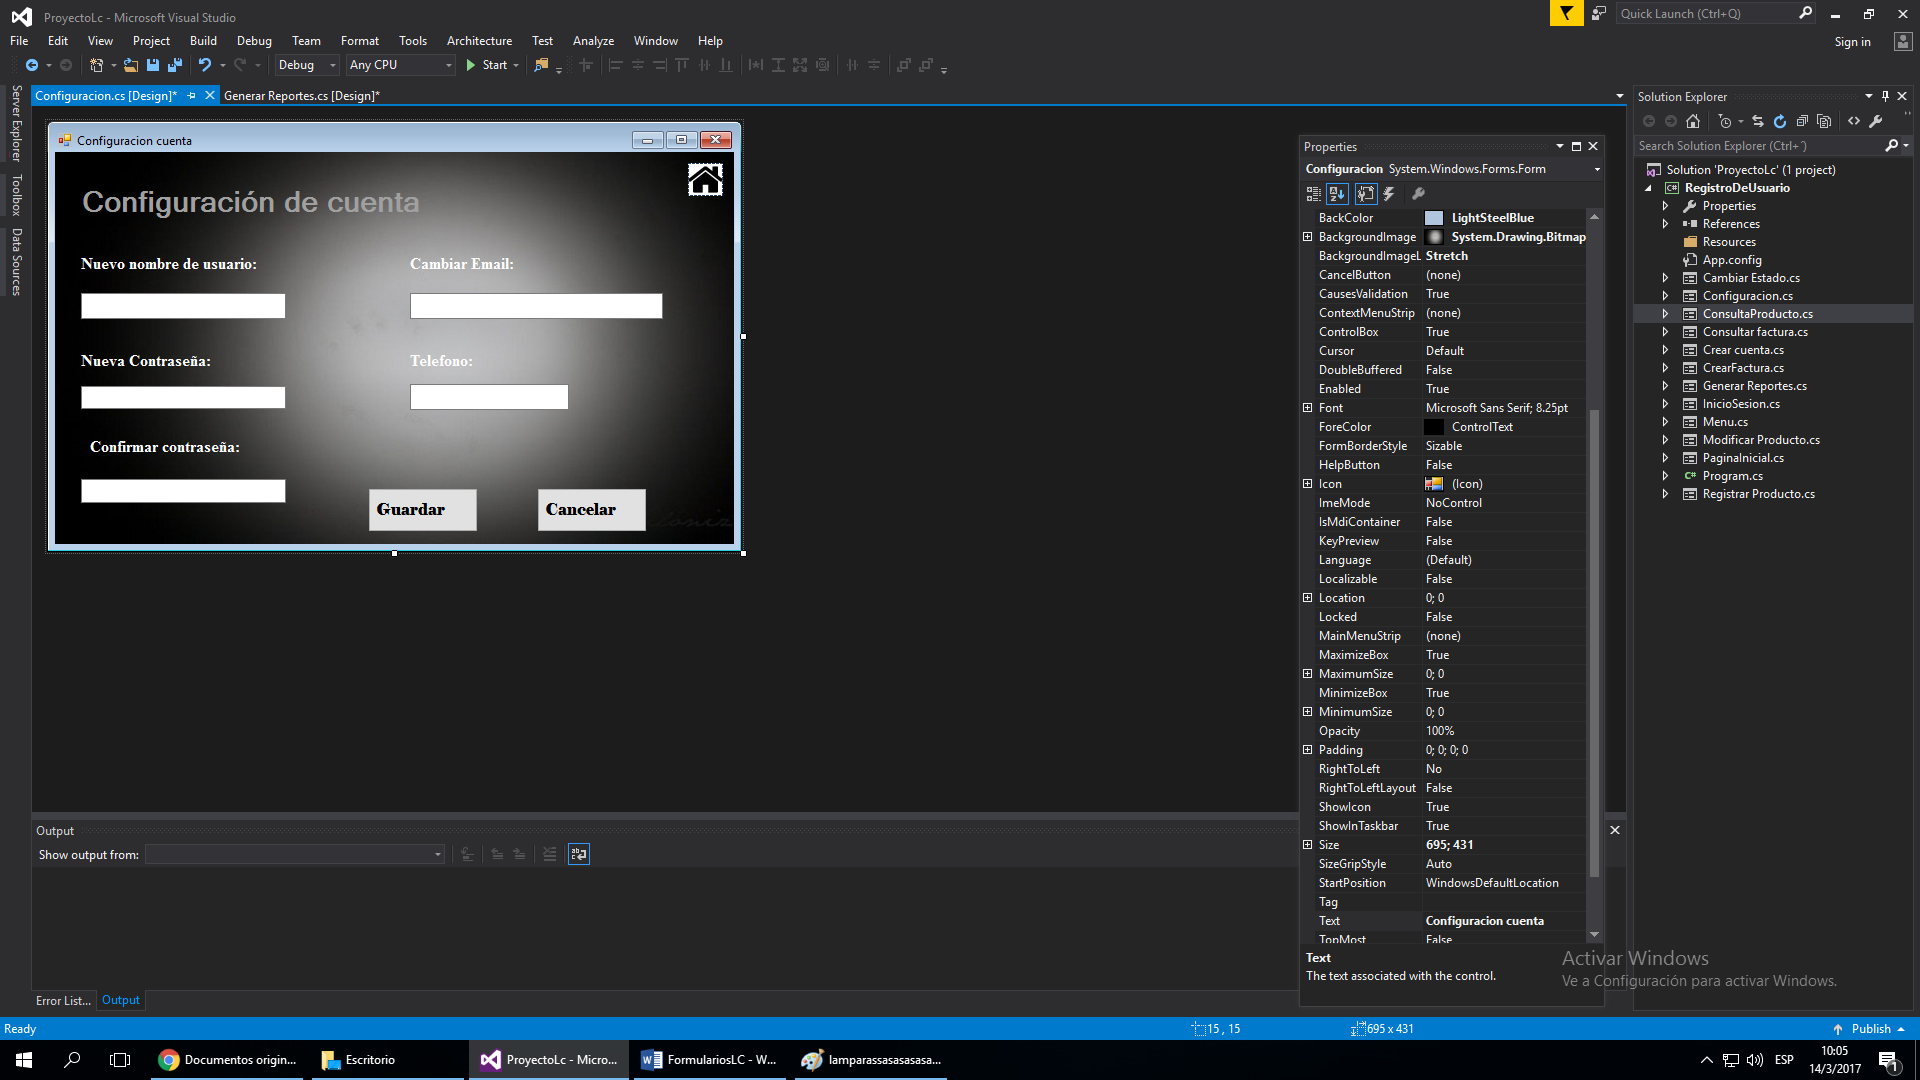 ProyectoLc - Microsoft Visual Studio
Quick Launch (Ctrl+Q)
File Edit View Project Build Debug Team Format Tools Architecture Test Analyze Window Help
Sign in
Debug Any CPU Start
Server Explorer
Toolbox
Data Sources
Configuracion.cs [Design]* Generar Reportes.cs [Design]*
Configuracion cuenta
Configuración de cuenta
Nuevo nombre de usuario: Cambiar Email:
Nueva Contraseña: Telefono:
Confirmar contraseña:
Guardar Cancelar
Properties
Configuracion System.Windows.Forms.Form
BackColor LightSteelBlue
BackgroundImage System.Drawing.Bitmap
BackgroundImageL Stretch
CancelButton (none)
CausesValidation True
ContextMenuStrip (none)
ControlBox True
Cursor Default
DoubleBuffered False
Enabled True
Font Microsoft Sans Serif; 8.25pt
ForeColor ControlText
FormBorderStyle Sizable
HelpButton False
Icon (Icon)
ImeMode NoControl
IsMdiContainer False
KeyPreview False
Language (Default)
Localizable False
Location 0; 0
Locked False
MainMenuStrip (none)
MaximizeBox True
MaximumSize 0; 0
MinimizeBox True
MinimumSize 0; 0
Opacity 100%
Padding 0; 0; 0; 0
RightToLeft No
RightToLeftLayout False
ShowIcon True
ShowInTaskbar True
Size 695; 431
SizeGripStyle Auto
StartPosition WindowsDefaultLocation
Tag
Text Configuracion cuenta
TopMost False
Text
The text associated with the control.
Solution Explorer
Search Solution Explorer (Ctrl+´)
Solution 'ProyectoLc' (1 project)
RegistroDeUsuario
Properties
References
Resources
App.config
Cambiar Estado.cs
Configuracion.cs
ConsultaProducto.cs
Consultar factura.cs
Crear cuenta.cs
CrearFactura.cs
Generar Reportes.cs
InicioSesion.cs
Menu.cs
Modificar Producto.cs
PaginaInicial.cs
Program.cs
Registrar Producto.cs
Output
Show output from:
Error List... Output
Activar Windows
Ve a Configuración para activar Windows.
Ready 15 , 15 695 x 431 Publish
Documentos origin... Escritorio ProyectoLc - Micro... FormulariosLC - W... lamparassasasasasa... ESP
10:05
14/3/2017
1